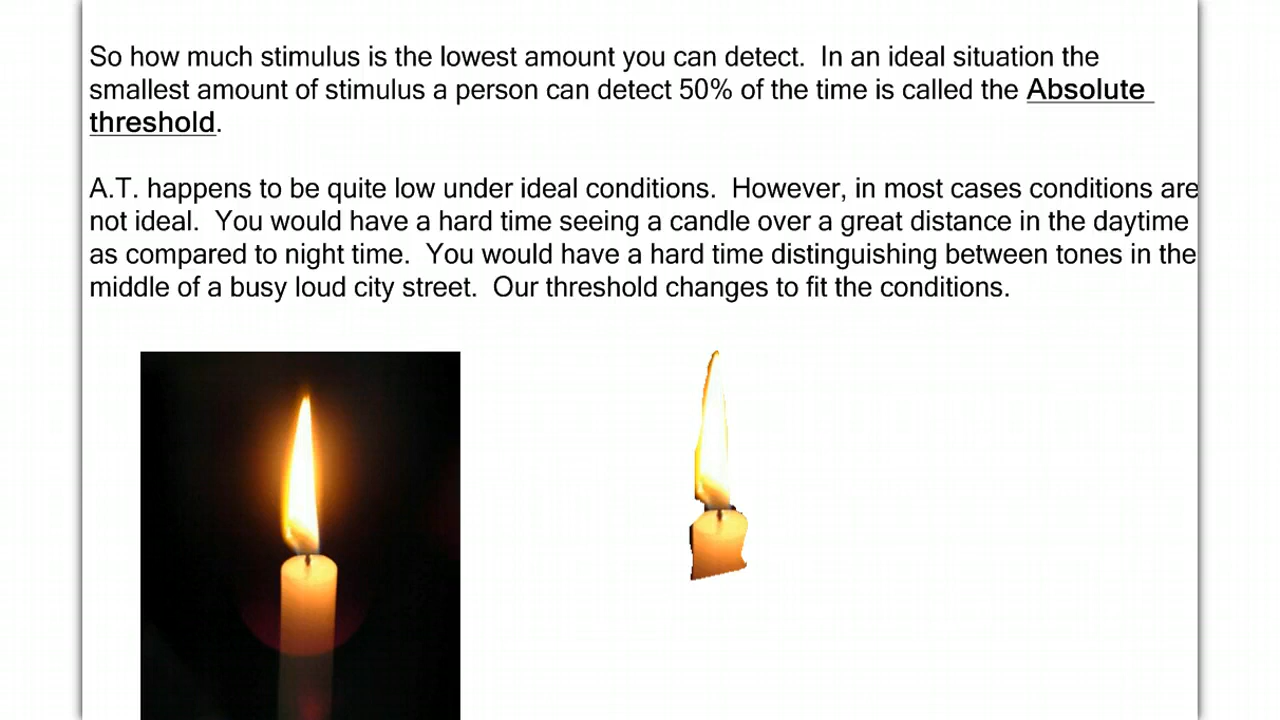 So how much stimulus is the lowest amount you can detect.  In an ideal situation the
smallest amount of stimulus a person can detect 50% of the time is called the Absolute
threshold.
A.T. happens to be quite low under ideal conditions.  However, in most cases conditions are
not ideal.  You would have a hard time seeing a candle over a great distance in the daytime
as compared to night time.  You would have a hard time distinguishing between tones in the
middle of a busy loud city street.  Our threshold changes to fit the conditions.